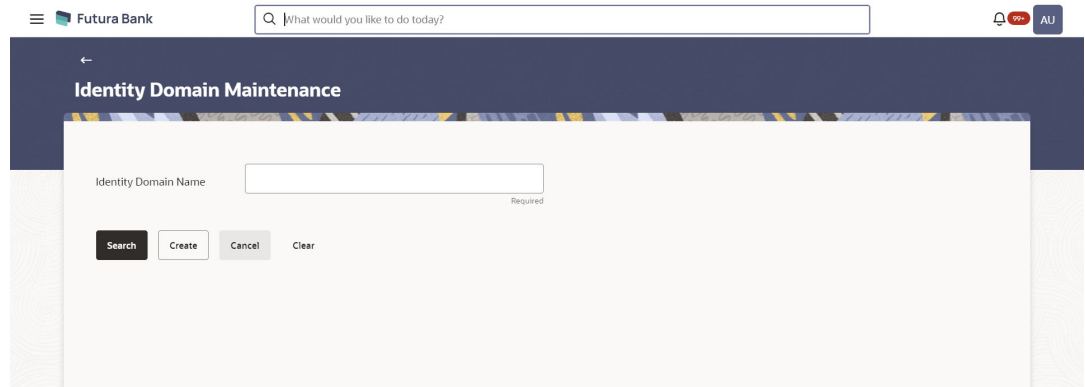 Futura Bank
What would you like to do today?
99+
AU
Identity Domain Maintenance
Identity Domain Name
Required
Search Create Cancel Clear